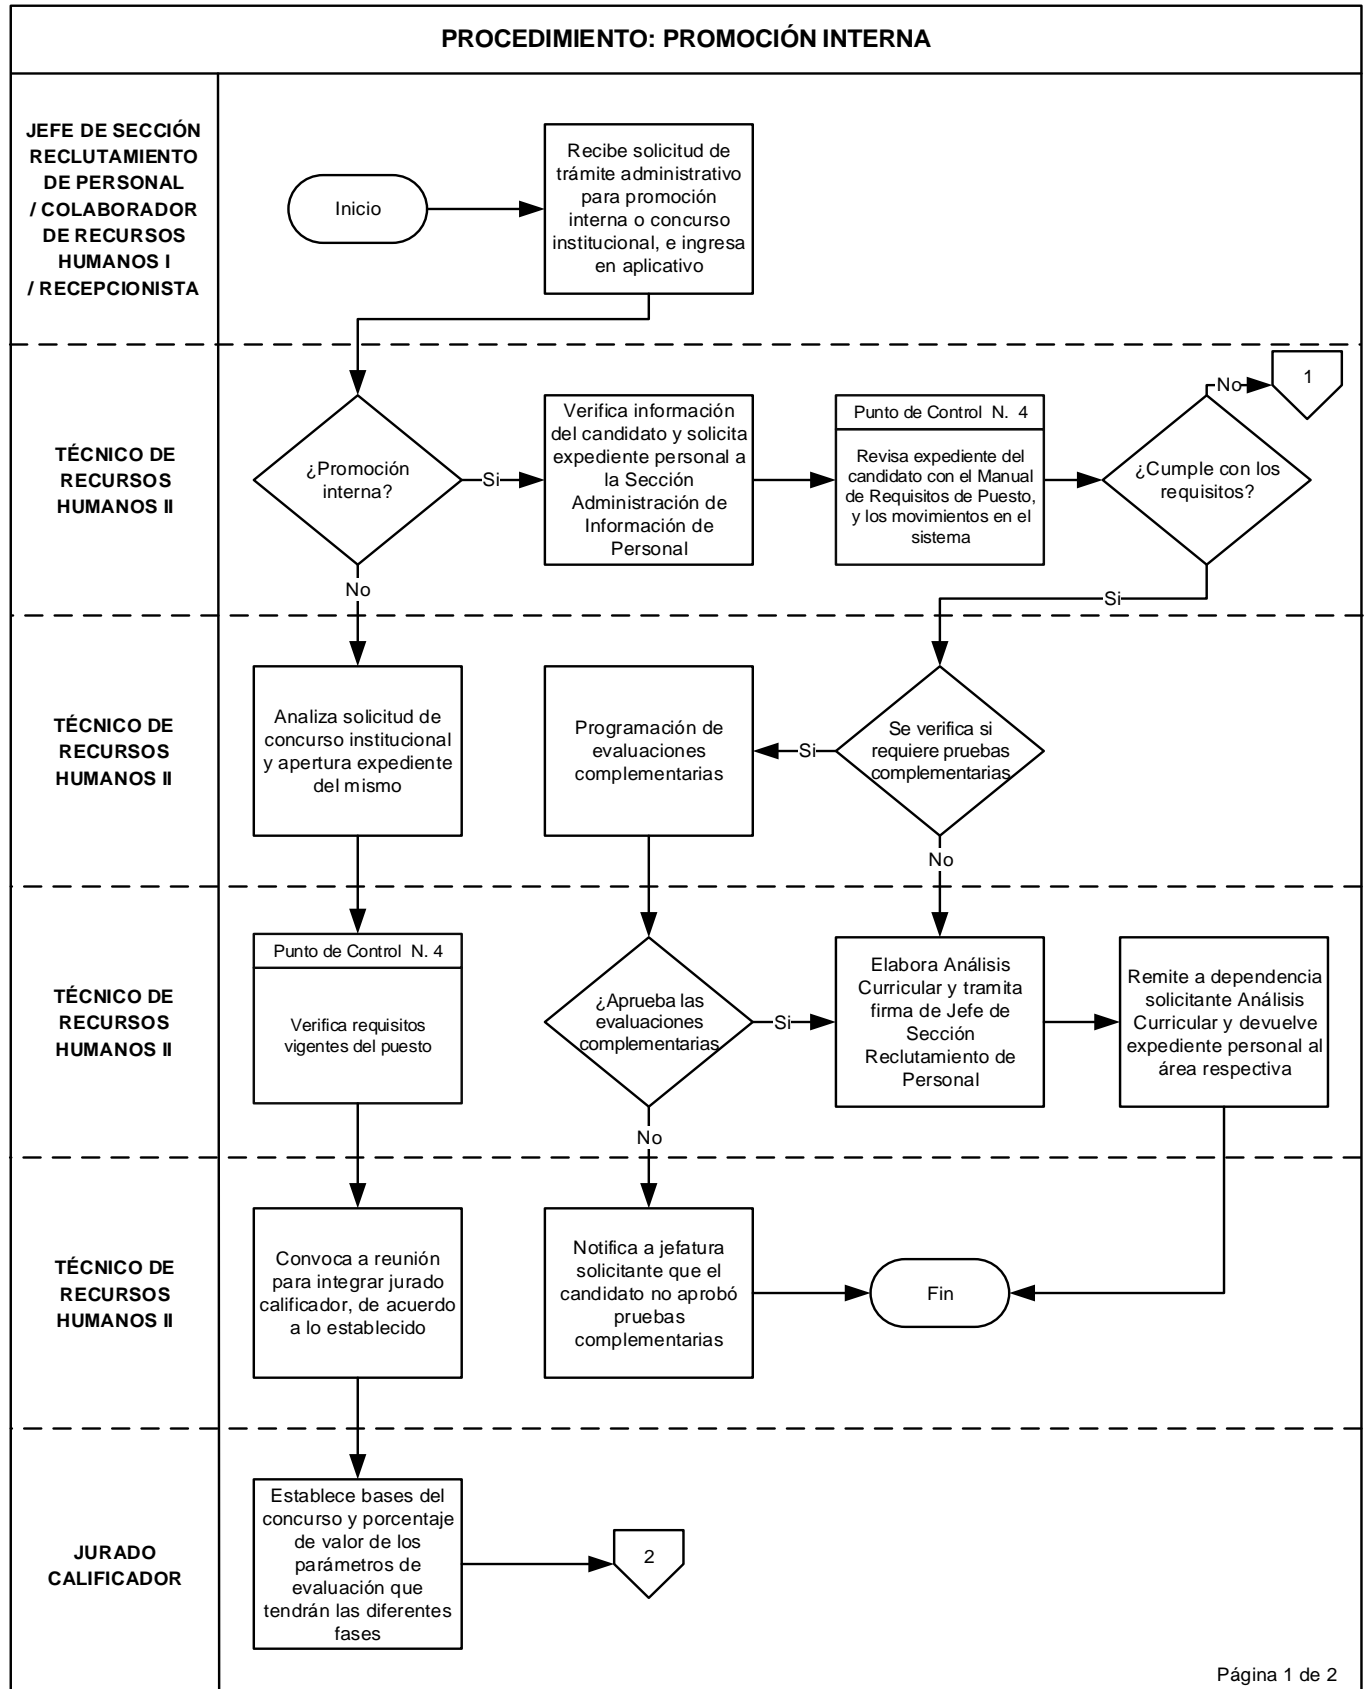 PROCEDIMIENTO: PROMOCIÓN INTERNA
JEFE DE SECCIÓN
RECLUTAMIENTO
DE PERSONAL
/ COLABORADOR
DE RECURSOS
HUMANOS I
/ RECEPCIONISTA
Inicio
Recibe solicitud de
trámite administrativo
para promoción
interna o concurso
institucional, e ingresa
en aplicativo
TÉCNICO DE
RECURSOS
HUMANOS II
¿Promoción
interna?
Si
No
Verifica información
del candidato y solicita
expediente personal a
la Sección
Administración de
Información de
Personal
Punto de Control N. 4
Revisa expediente del
candidato con el Manual
de Requisitos de Puesto,
y los movimientos en el
sistema
¿Cumple con los
requisitos?
No
1
Si
TÉCNICO DE
RECURSOS
HUMANOS II
Analiza solicitud de
concurso institucional
y apertura expediente
del mismo
Programación de
evaluaciones
complementarias
Si
Se verifica si
requiere pruebas
complementarias
No
TÉCNICO DE
RECURSOS
HUMANOS II
Punto de Control N. 4
Verifica requisitos
vigentes del puesto
¿Aprueba las
evaluaciones
complementarias
Si
No
Elabora Análisis
Curricular y tramita
firma de Jefe de
Sección
Reclutamiento de
Personal
Remite a dependencia
solicitante Análisis
Curricular y devuelve
expediente personal al
área respectiva
TÉCNICO DE
RECURSOS
HUMANOS II
Convoca a reunión
para integrar jurado
calificador, de acuerdo
a lo establecido
Notifica a jefatura
solicitante que el
candidato no aprobó
pruebas
complementarias
Fin
JURADO
CALIFICADOR
Establece bases del
concurso y porcentaje
de valor de los
parámetros de
evaluación que
tendrán las diferentes
fases
2
Página 1 de 2